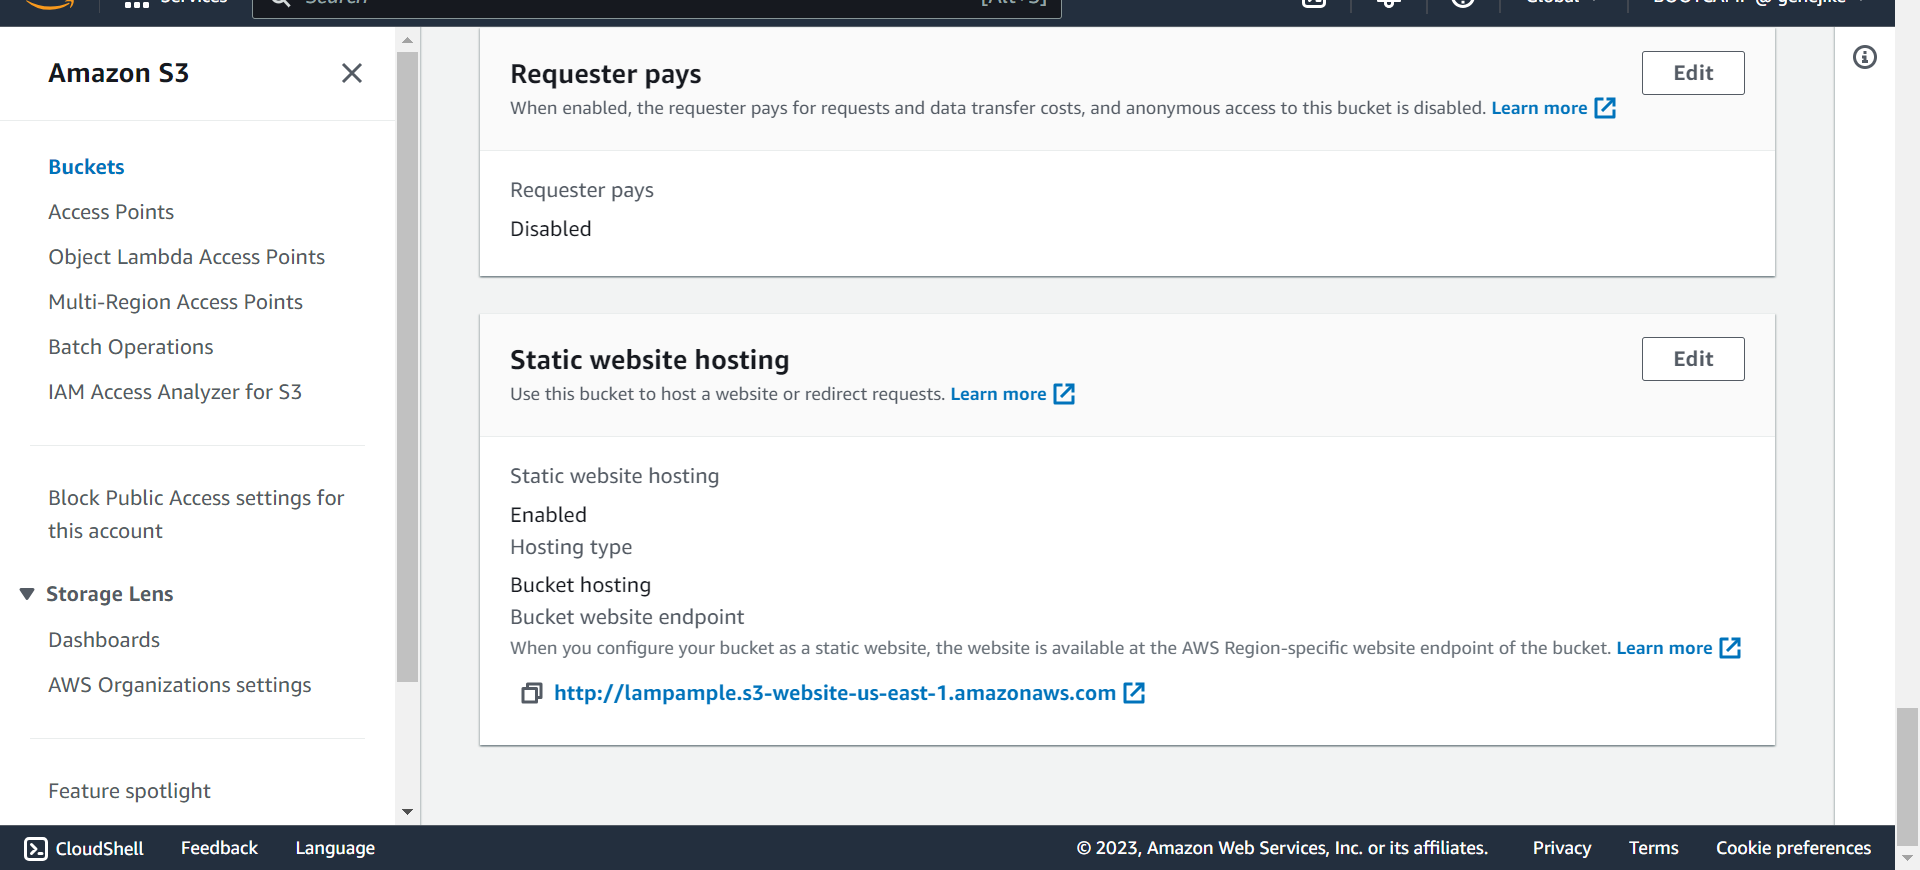 Services
Search
[Alt+S]
Global
Amazon S3
Buckets
Access Points
Object Lambda Access Points
Multi-Region Access Points
Batch Operations
IAM Access Analyzer for S3
Block Public Access settings for
this account
Storage Lens
Dashboards
AWS Organizations settings
Feature spotlight
Requester pays
Edit
When enabled, the requester pays for requests and data transfer costs, and anonymous access to this bucket is disabled. Learn more
Requester pays
Disabled
Static website hosting
Edit
Use this bucket to host a website or redirect requests. Learn more
Static website hosting
Enabled
Hosting type
Bucket hosting
Bucket website endpoint
When you configure your bucket as a static website, the website is available at the AWS Region-specific website endpoint of the bucket. Learn more
http://lampample.s3-website-us-east-1.amazonaws.com
CloudShell
Feedback
Language
© 2023, Amazon Web Services, Inc. or its affiliates.
Privacy
Terms
Cookie preferences